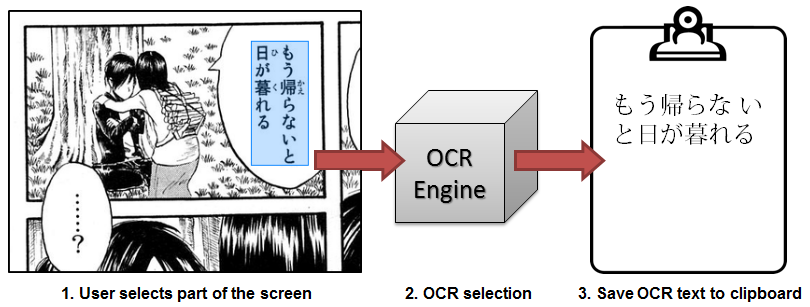 もう帰らないと
日が暮れる
かえ
ひ
く
……?
OCR
Engine
もう帰らな い
と日が暮れる
1. User selects part of the screen
2. OCR selection
3. Save OCR text to clipboard